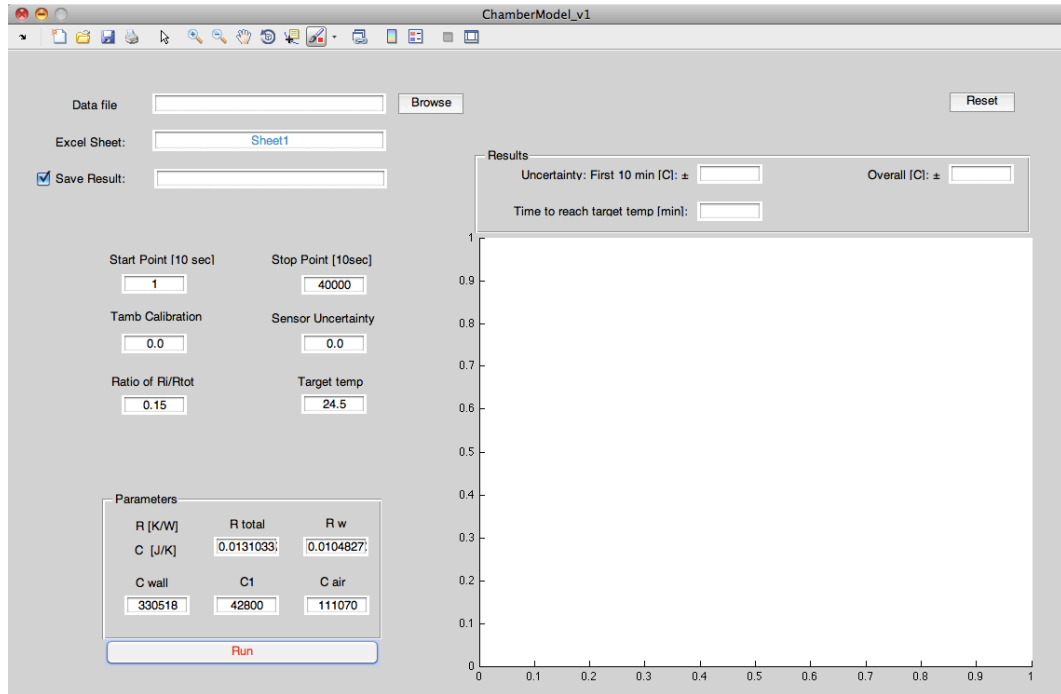 ChamberModel_v1
Data file
Browse
Reset
Excel Sheet:
Sheet1
Save Result:
Results
Uncertainty: First 10 min [C]: ±
Overall [C]: ±
Time to reach target temp [min]:
Start Point [10 sec]
Stop Point [10sec]
1
40000
Tamb Calibration
Sensor Uncertainty
0.0
0.0
Ratio of Ri/Rtot
Target temp
0.15
24.5
Parameters
R [K/W]
R total
R w
C [J/K]
0.0131033
0.0104827
C wall
C1
C air
330518
42800
111070
Run
1
0.9
0.8
0.7
0.6
0.5
0.4
0.3
0.2
0.1
0
0 0.1 0.2 0.3 0.4 0.5 0.6 0.7 0.8 0.9 1